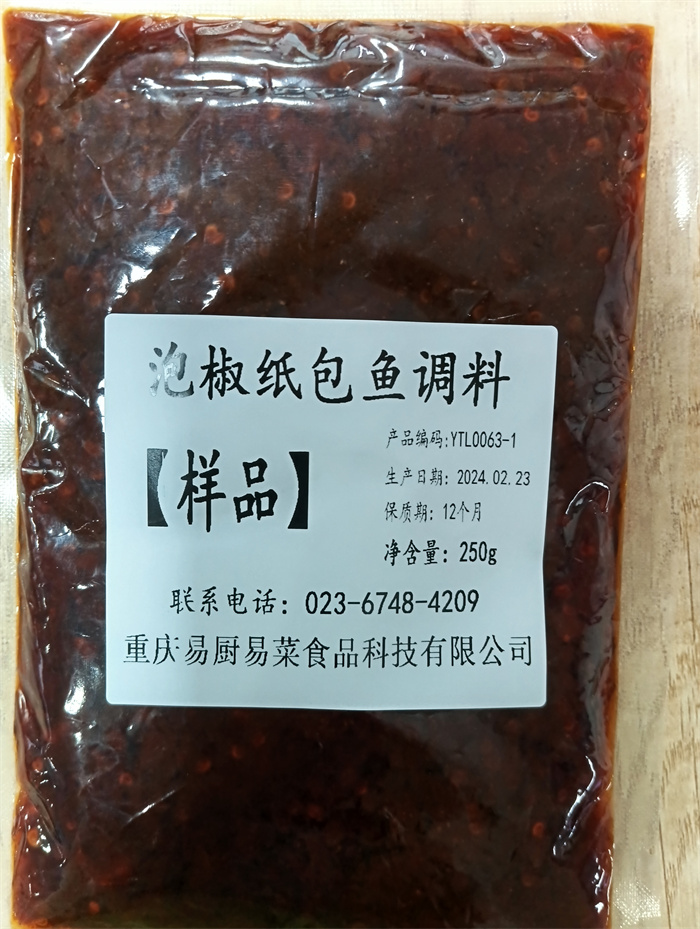 泡椒纸包鱼调料
【样品】
产品编码:YTL0063-1
生产日期: 2024.02.23
保质期: 12个月
净含量: 250g
联系电话: 023-6748-4209
重庆易厨易菜食品科技有限公司